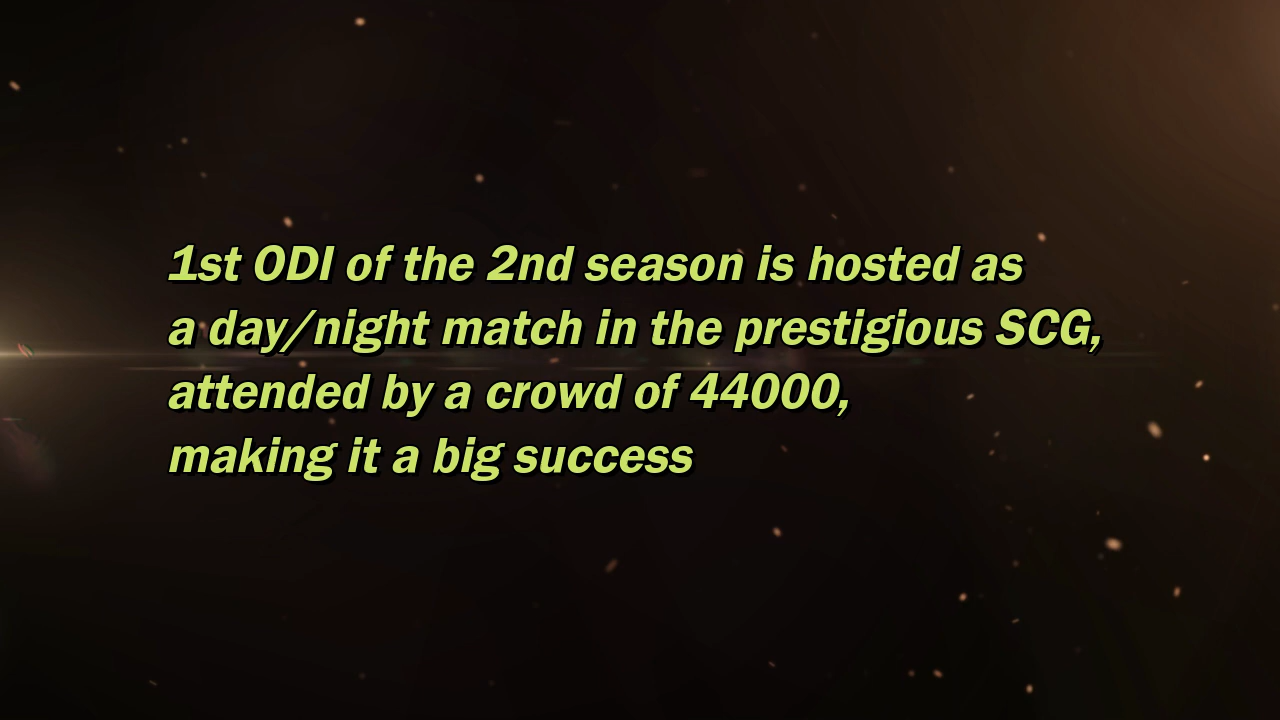 1st ODI of the 2nd season is hosted as
a day/night match in the prestigious SCG,
attended by a crowd of 44000,
making it a big success